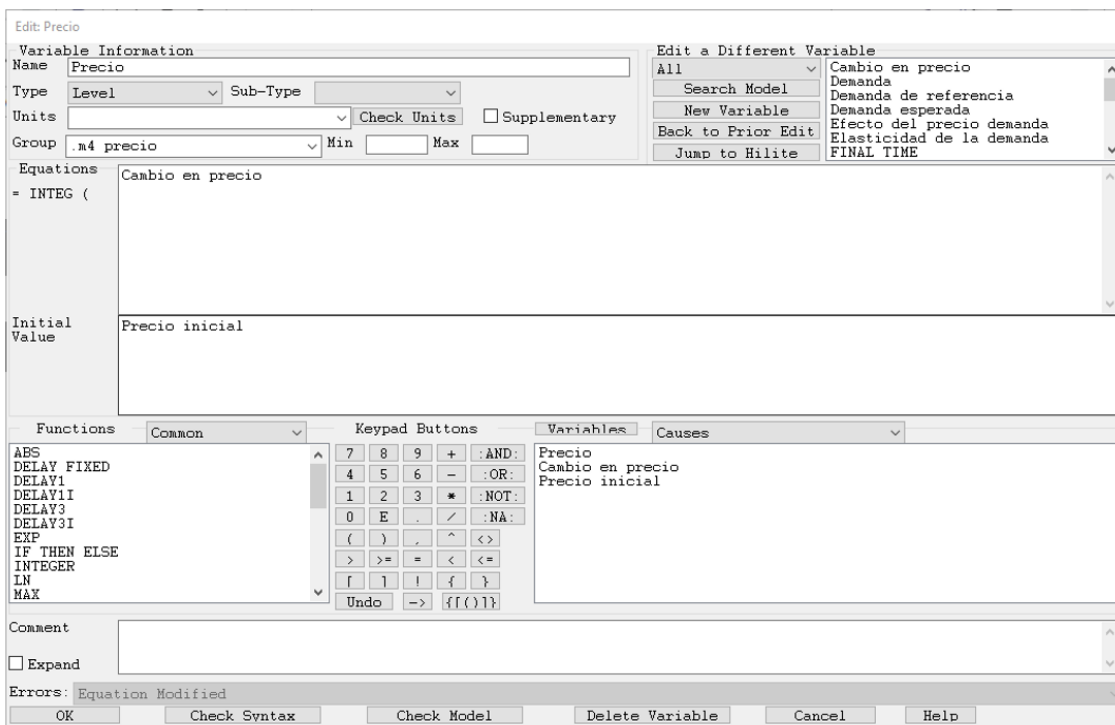 Edit: Precio
Variable Information
Name Precio
Type Level Sub-Type
Units Check Units Supplementary
Group .m4 precio Min Max
Edit a Different Variable
All
Search Model
New Variable
Back to Prior Edit
Jump to Hilite
Cambio en precio
Demanda
Demanda de referencia
Demanda esperada
Efecto del precio demanda
Elasticidad de la demanda
FINAL TIME
Equations
= INTEG (
Cambio en precio
Initial
Value
Precio inicial
Functions Common
ABS
DELAY FIXED
DELAY1
DELAY1I
DELAY3
DELAY3I
EXP
IF THEN ELSE
INTEGER
LN
MAX
Keypad Buttons
7 8 9 + :AND:
4 5 6 - :OR:
1 2 3 * :NOT:
0 E . / :NA:
( ) , ^ <>
> >= = < <=
[ ] ! { }
Undo -> {[()]}
Variables Causes
Precio
Cambio en precio
Precio inicial
Comment
Expand
Errors: Equation Modified
OK Check Syntax Check Model Delete Variable Cancel Help